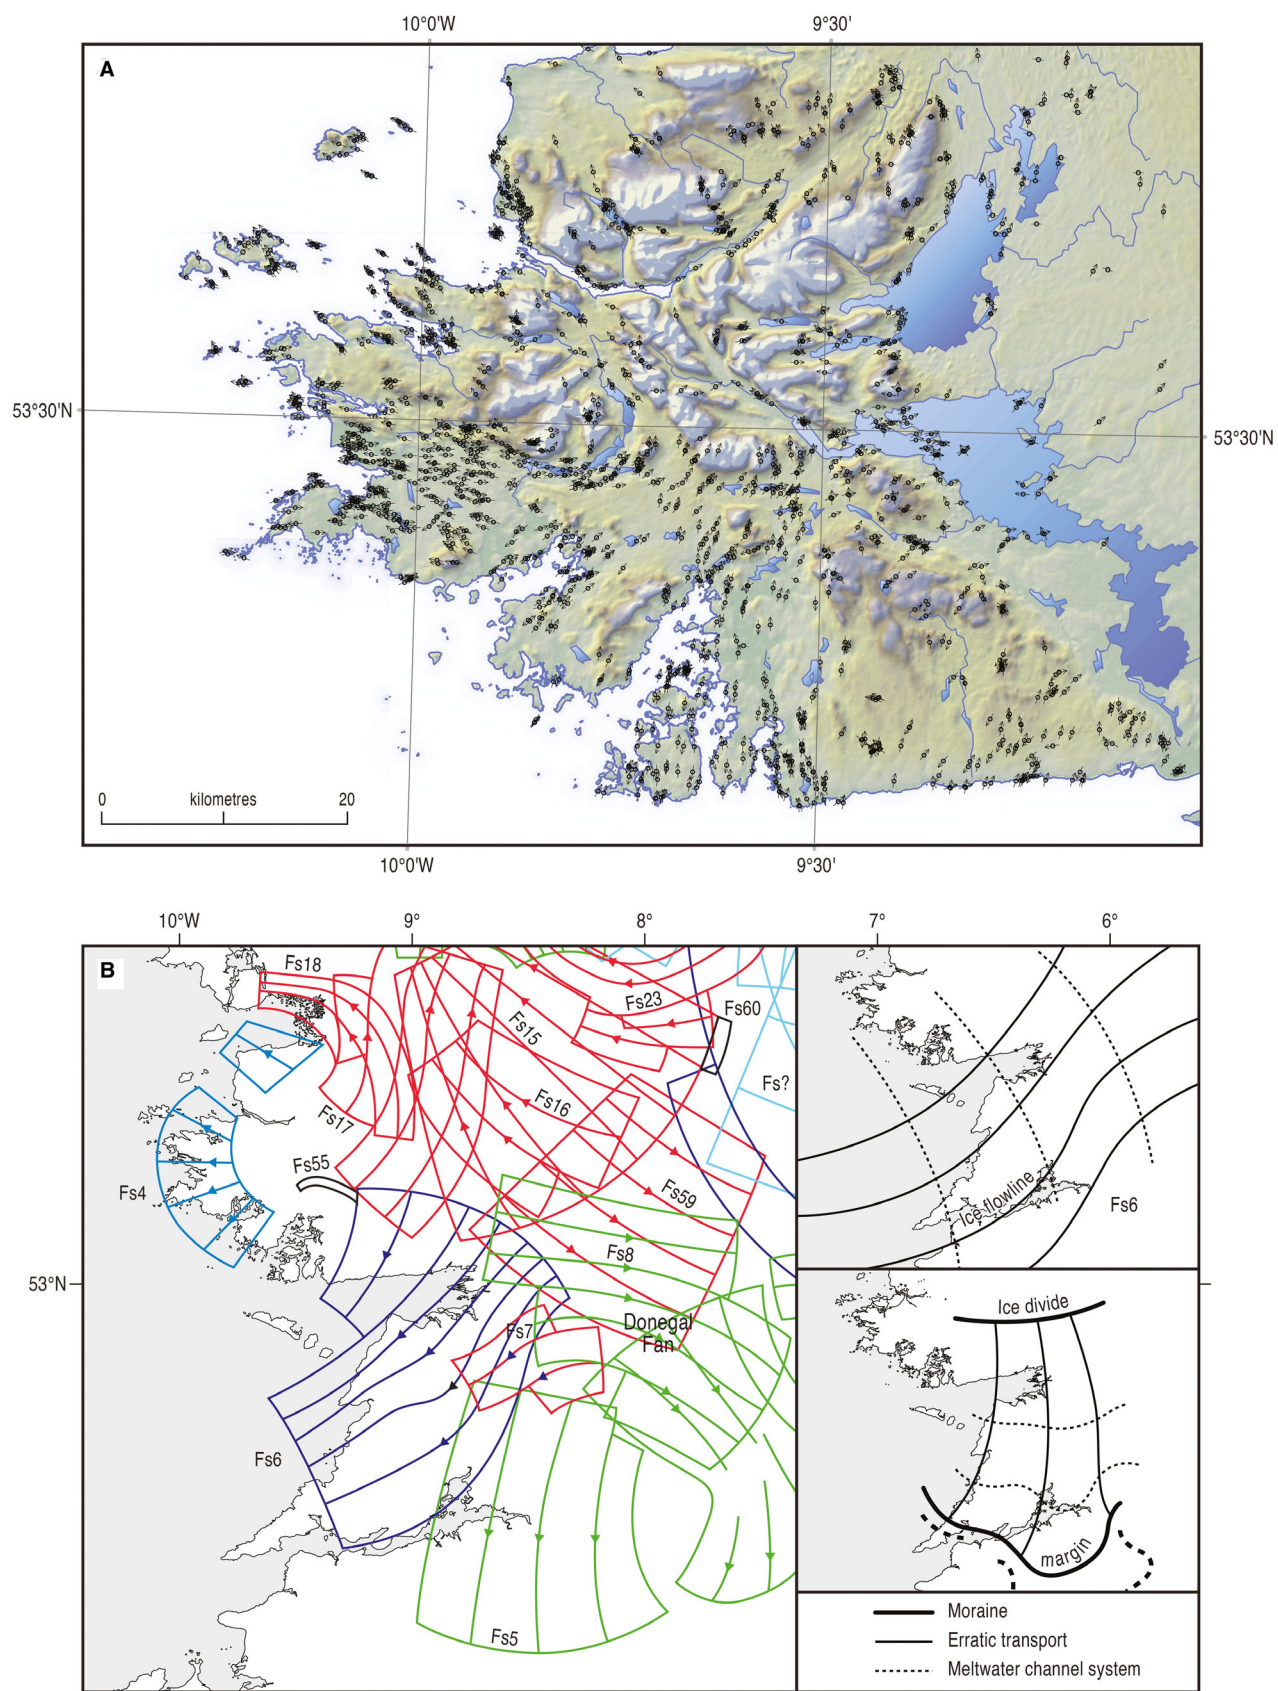 10°0'W
9°30'
A
53°30'N
53°30'N
0
kilometres
20
10°0'W
9°30'
10°W
9°
8°
7°
6°
B
Fs18
Fs23
Fs60
Fs15
Fs?
Fs16
Fs17
Fs55
Fs4
Fs59
Ice flowline
Fs6
Fs8
53°N
Donegal
Fan
Fs7
Ice divide
Fs6
margin
Fs5
Moraine
Erratic transport
Meltwater channel system